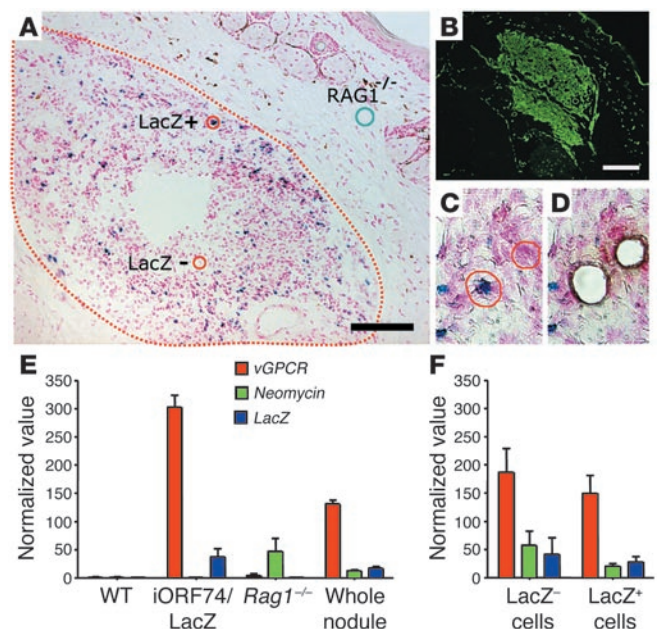 A
LacZ+
RAG1-/-
LacZ -
B
C
D
E
vGPCR
Neomycin
LacZ
Normalized value
350
300
250
200
150
100
50
0
WT
iORF74/
LacZ
Rag1–/–
Whole
nodule
F
Normalized value
350
300
250
200
150
100
50
0
LacZ–
cells
LacZ+
cells